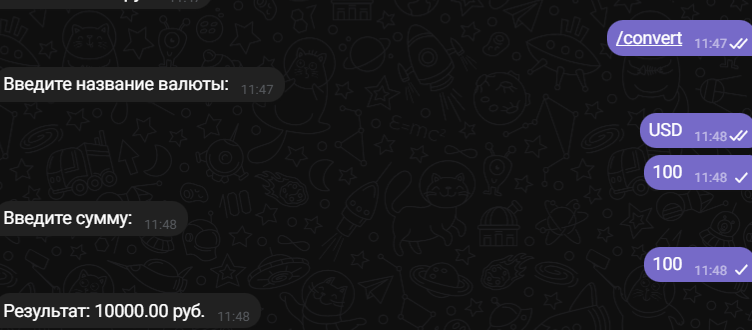 /convert 11:47
Введите название валюты: 11:47
USD 11:48
100 11:48
Введите сумму: 11:48
100 11:48
Результат: 10000.00 руб. 11:48